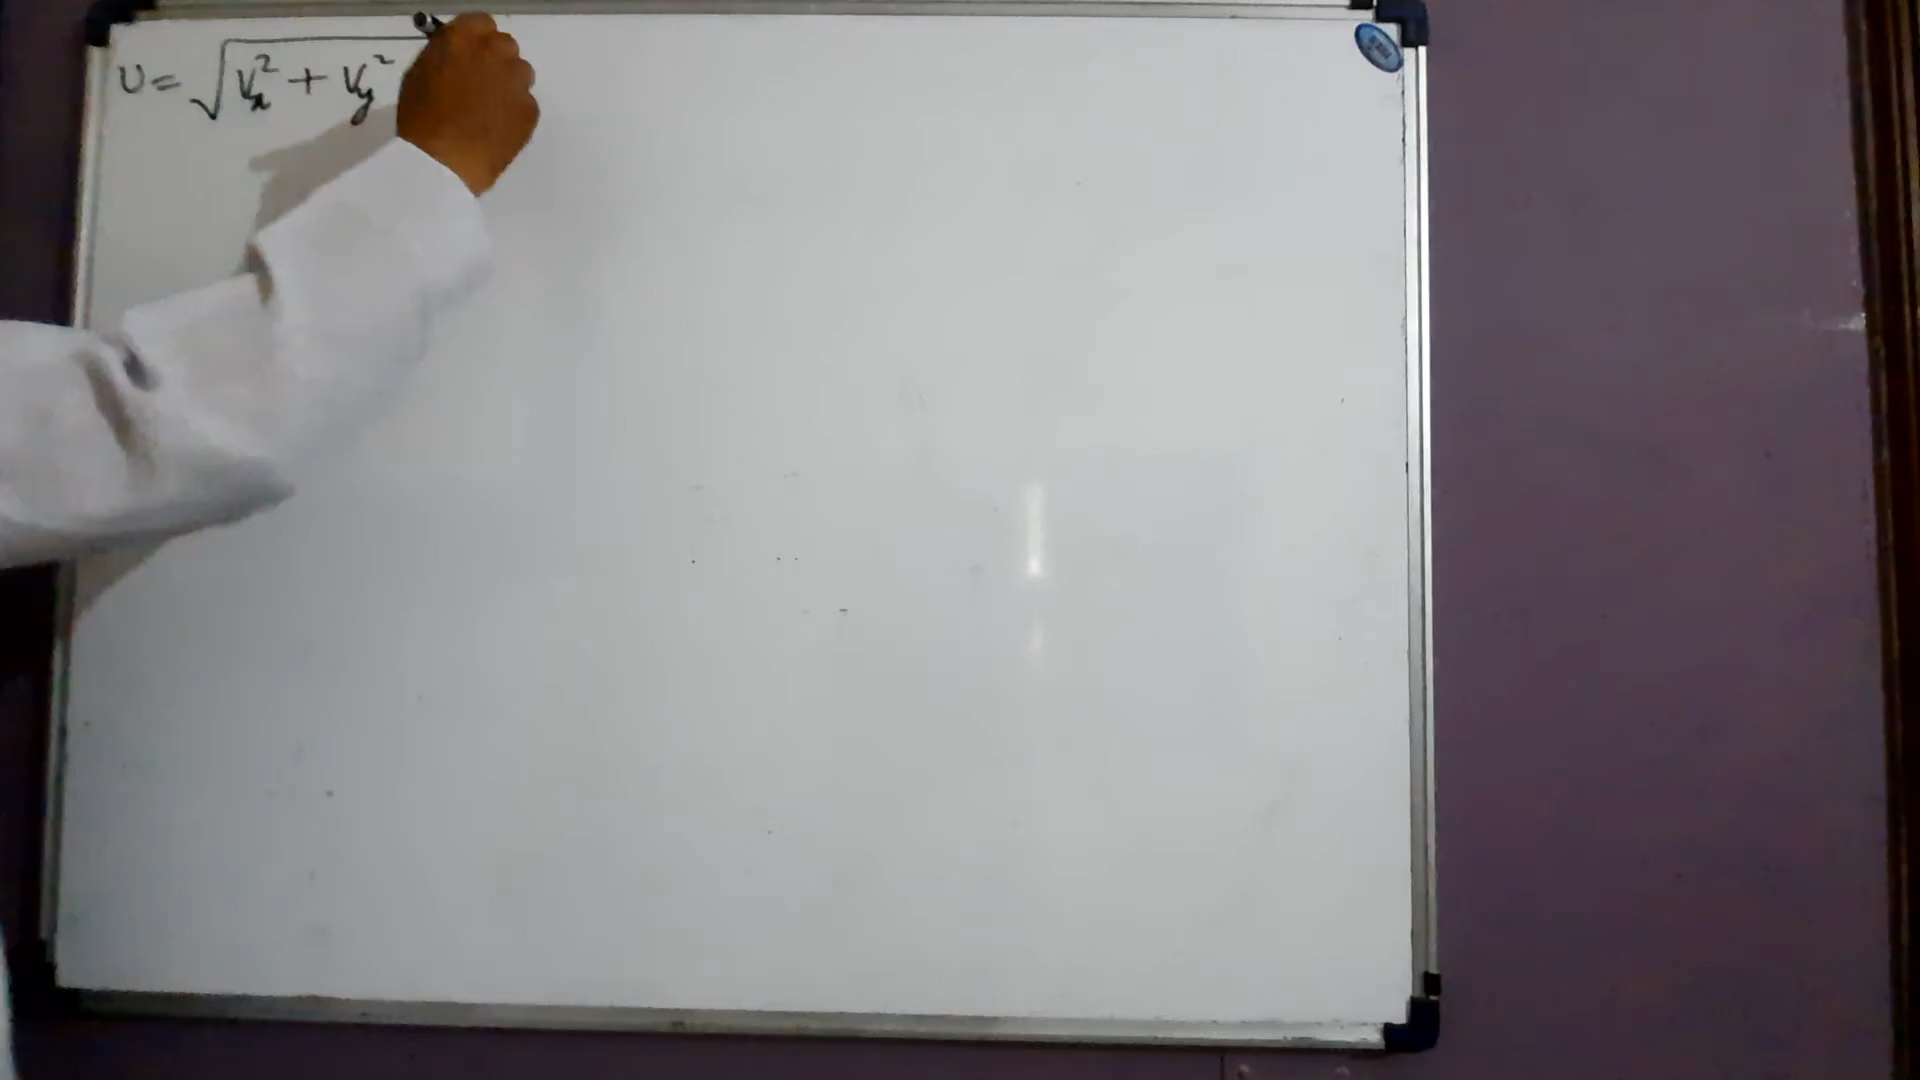 υ = √(Vx² + Vy²